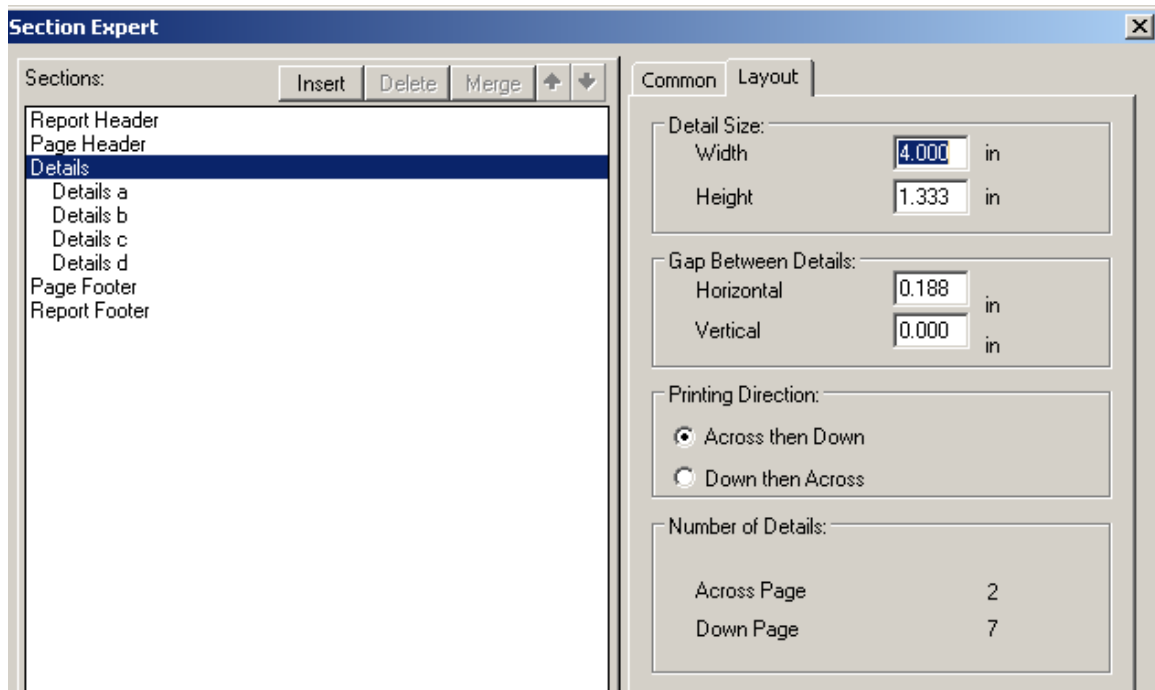 Section Expert
Sections:
Insert
Delete
Merge
Report Header
Page Header
Details
Details a
Details b
Details c
Details d
Page Footer
Report Footer
Common
Layout
Detail Size:
Width 4.000 in
Height 1.333 in
Gap Between Details:
Horizontal 0.188 in
Vertical 0.000 in
Printing Direction:
Across then Down
Down then Across
Number of Details:
Across Page 2
Down Page 7